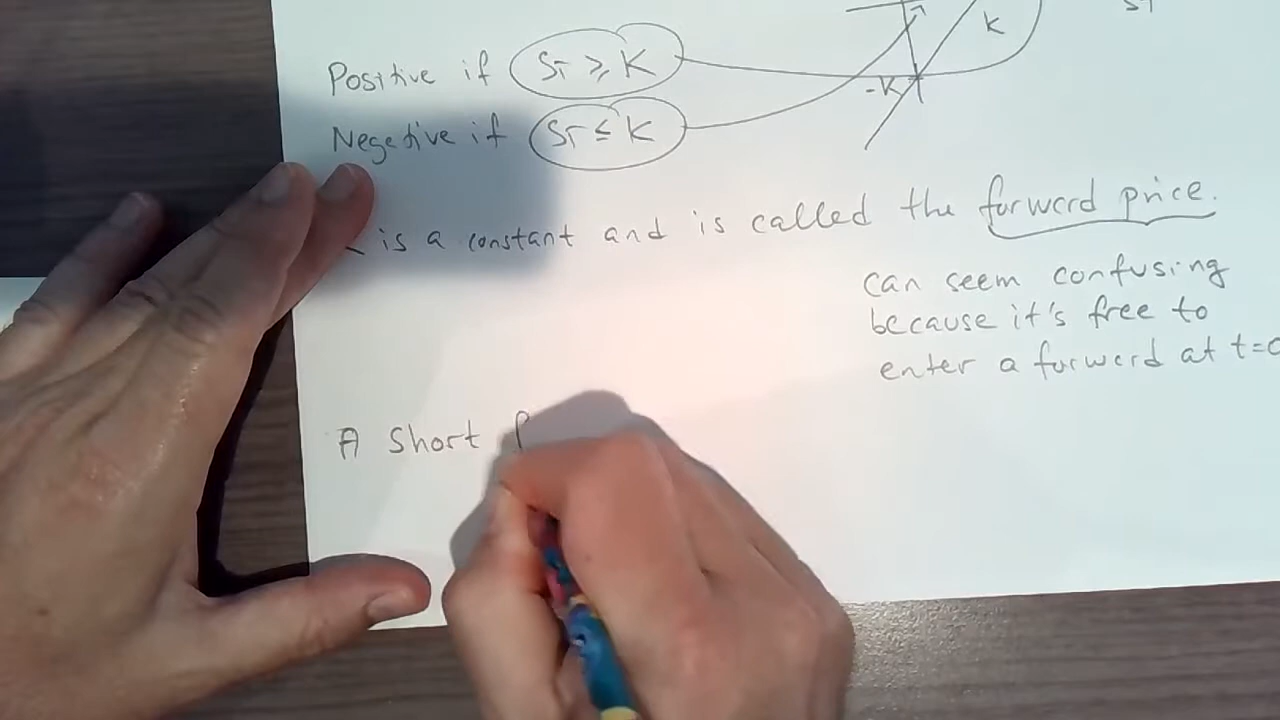 ST
K
Positive if ST ≥ K
-K
Negative if ST ≤ K
is a constant and is called the forward price.
can seem confusing
because it's free to
enter a forward at t=0
A Short f